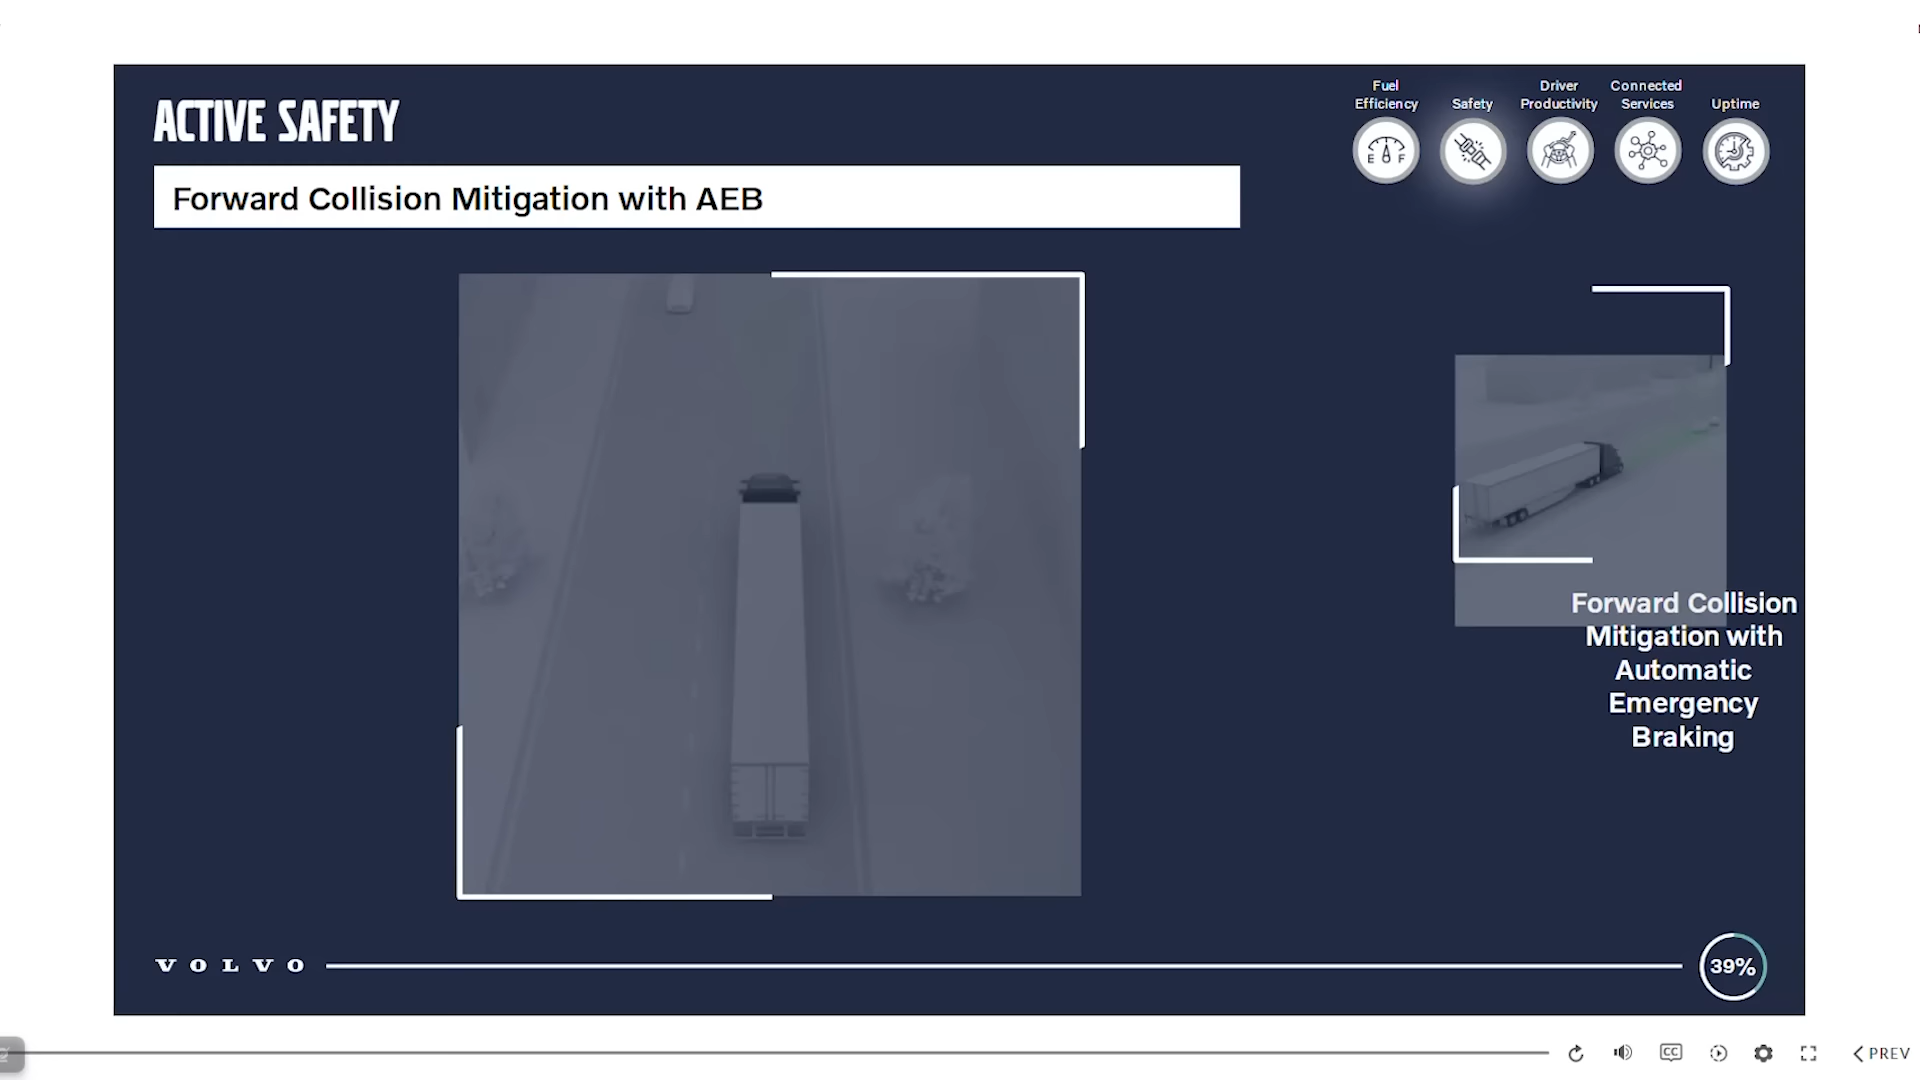 ACTIVE SAFETY
Forward Collision Mitigation with AEB
Fuel
Efficiency
Safety
Driver
Productivity
Connected
Services
Uptime
E F
Forward Collision
Mitigation with
Automatic
Emergency
Braking
VOLVO
39%
CC
PREV